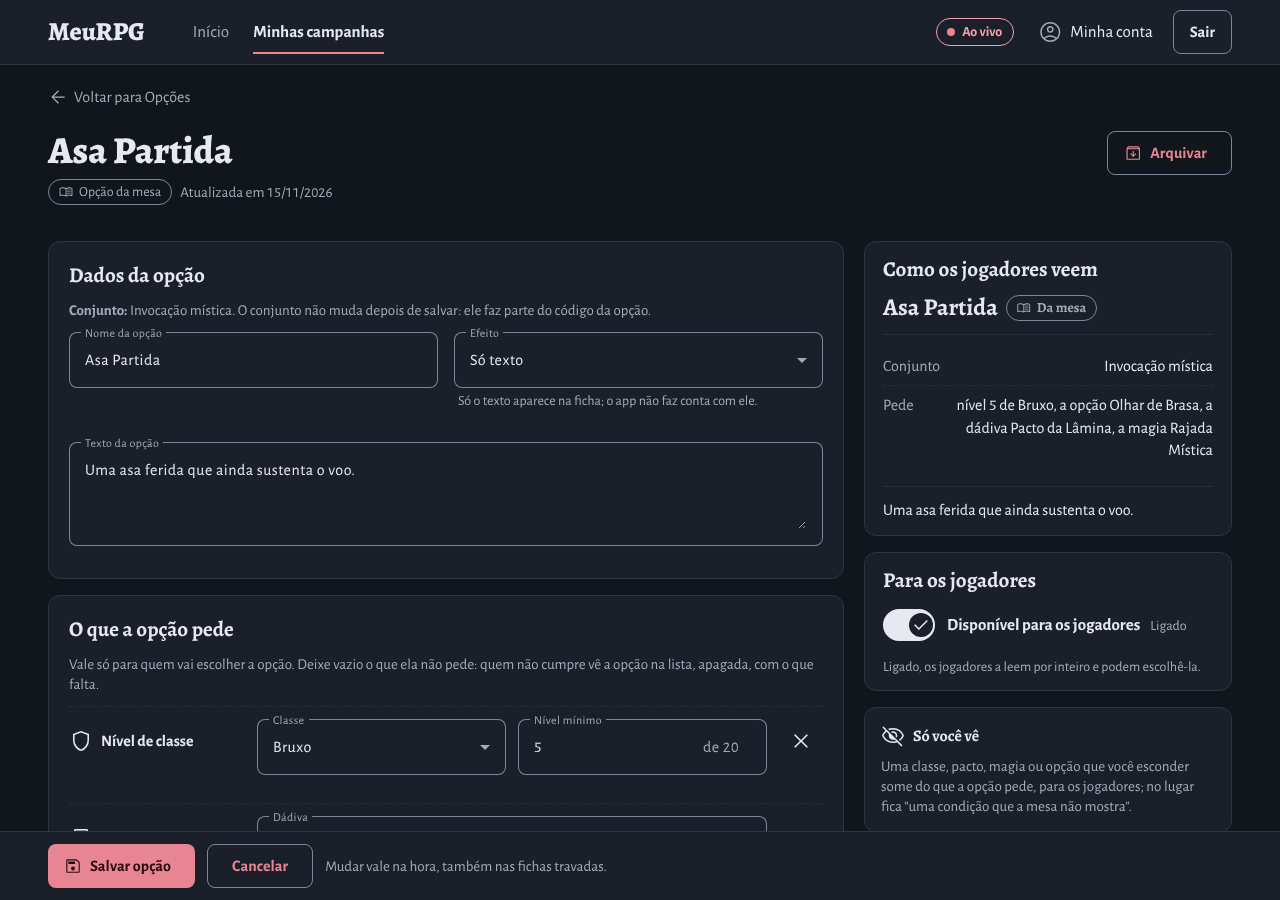 MeuRPG
Início
Minhas campanhas
Ao vivo
Minha conta
Sair
Voltar para Opções
Asa Partida
Arquivar
Opção da mesa
Atualizada em 15/11/2026
Dados da opção
Conjunto: Invocação mística. O conjunto não muda depois de salvar: ele faz parte do código da opção.
Nome da opção
Asa Partida
Efeito
Só texto
Só o texto aparece na ficha; o app não faz conta com ele.
Texto da opção
Uma asa ferida que ainda sustenta o voo.
O que a opção pede
Vale só para quem vai escolher a opção. Deixe vazio o que ela não pede: quem não cumpre vê a opção na lista, apagada, com o que
falta.
Nível de classe
Classe
Bruxo
Nível mínimo
5
de 20
Dádiva
Como os jogadores veem
Asa Partida
Da mesa
Conjunto
Invocação mística
Pede
nível 5 de Bruxo, a opção Olhar de Brasa, a
dádiva Pacto da Lâmina, a magia Rajada
Mística
Uma asa ferida que ainda sustenta o voo.
Para os jogadores
Disponível para os jogadores
Ligado
Ligado, os jogadores a leem por inteiro e podem escolhê-la.
Só você vê
Uma classe, pacto, magia ou opção que você esconder
some do que a opção pede, para os jogadores; no lugar
fica “uma condição que a mesa não mostra”.
Salvar opção
Cancelar
Mudar vale na hora, também nas fichas travadas.